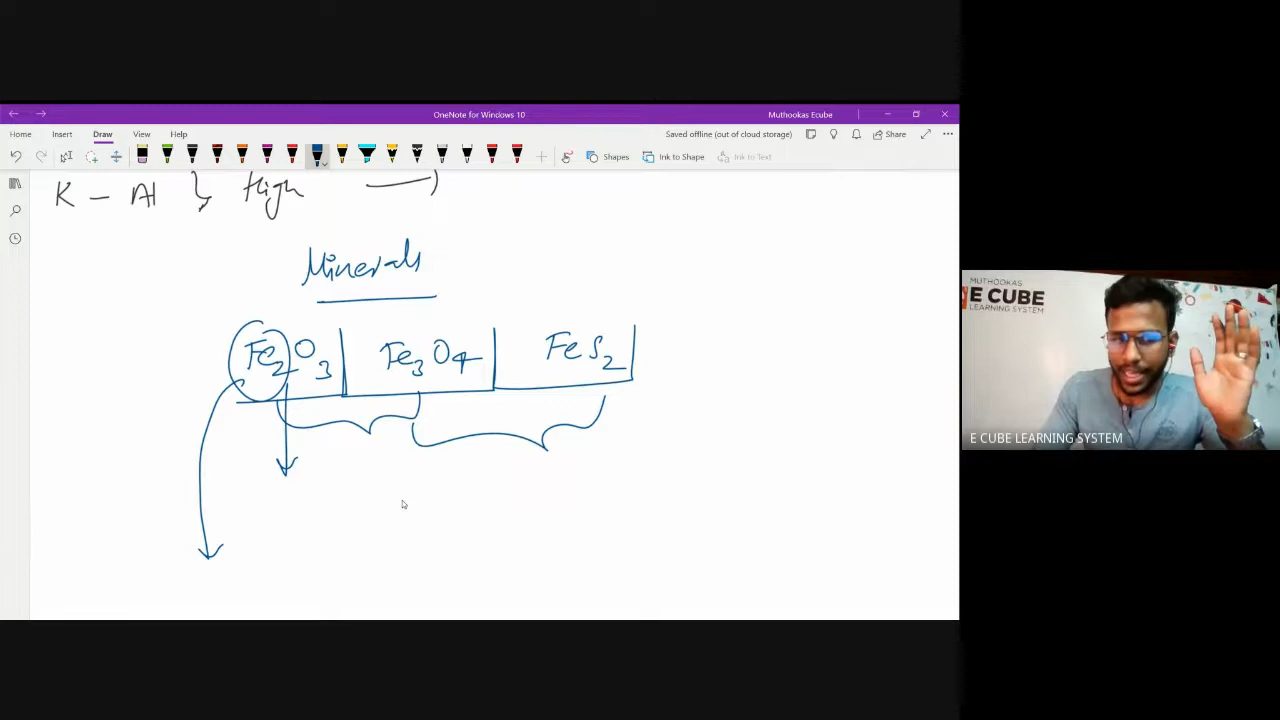 OneNote for Windows 10
Muthookas Ecube
Home Insert Draw View Help
Saved offline (out of cloud storage)
Share
Shapes
Ink to Shape
Ink to Text
K - Al } High
Minerals
Fe2O3 Fe3O4 FeS2
MUTHOOKAS
E CUBE
LEARNING SYSTEM
E CUBE LEARNING SYSTEM